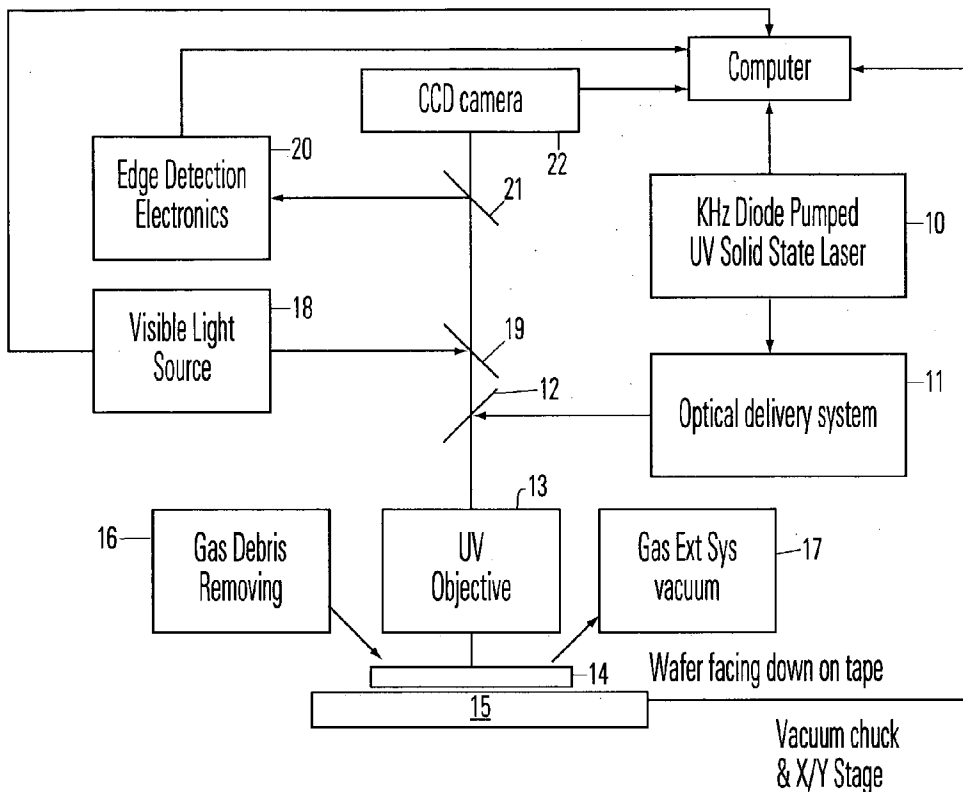 Computer
CCD camera
22
20
Edge Detection
Electronics
21
KHz Diode Pumped
UV Solid State Laser
10
18
Visible Light
Source
19
12
Optical delivery system
11
13
16
Gas Debris
Removing
UV
Objective
Gas Ext Sys
vacuum
17
14
Wafer facing down on tape
15
Vacuum chuck
& X/Y Stage